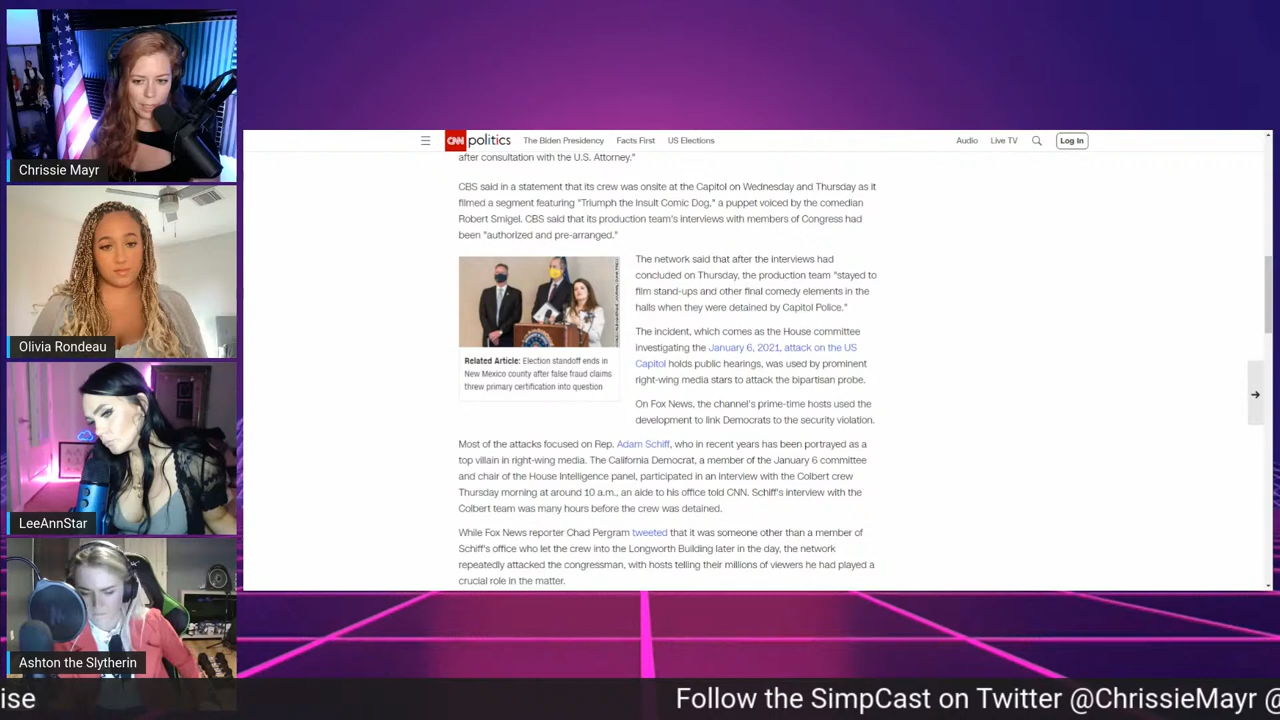 Chrissie Mayr
Olivia Rondeau
LeeAnnStar
Ashton the Slytherin
CNN politics The Biden Presidency Facts First US Elections Audio Live TV Log In
after consultation with the U.S. Attorney."
CBS said in a statement that its crew was onsite at the Capitol on Wednesday and Thursday as it
filmed a segment featuring "Triumph the Insult Comic Dog," a puppet voiced by the comedian
Robert Smigel. CBS said that its production team's interviews with members of Congress had
been "authorized and pre-arranged."
The network said that after the interviews had
concluded on Thursday, the production team "stayed to
film stand-ups and other final comedy elements in the
halls when they were detained by Capitol Police."
The incident, which comes as the House committee
investigating the January 6, 2021, attack on the US
Capitol holds public hearings, was used by prominent
right-wing media stars to attack the bipartisan probe.
On Fox News, the channel's prime-time hosts used the
development to link Democrats to the security violation.
Related Article: Election standoff ends in
New Mexico county after false fraud claims
threw primary certification into question
Most of the attacks focused on Rep. Adam Schiff, who in recent years has been portrayed as a
top villain in right-wing media. The California Democrat, a member of the January 6 committee
and chair of the House Intelligence panel, participated in an interview with the Colbert crew
Thursday morning at around 10 a.m., an aide to his office told CNN. Schiff's interview with the
Colbert team was many hours before the crew was detained.
While Fox News reporter Chad Pergram tweeted that it was someone other than a member of
Schiff's office who let the crew into the Longworth Building later in the day, the network
repeatedly attacked the congressman, with hosts telling their millions of viewers he had played a
crucial role in the matter.
ise Follow the SimpCast on Twitter @ChrissieMayr @